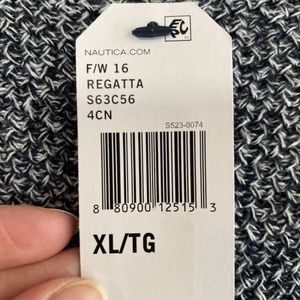 NAUTICA.COM
F/W 16
REGATTA
S63C56
4CN
S523-0074
8 80900 12515 3
XL/TG